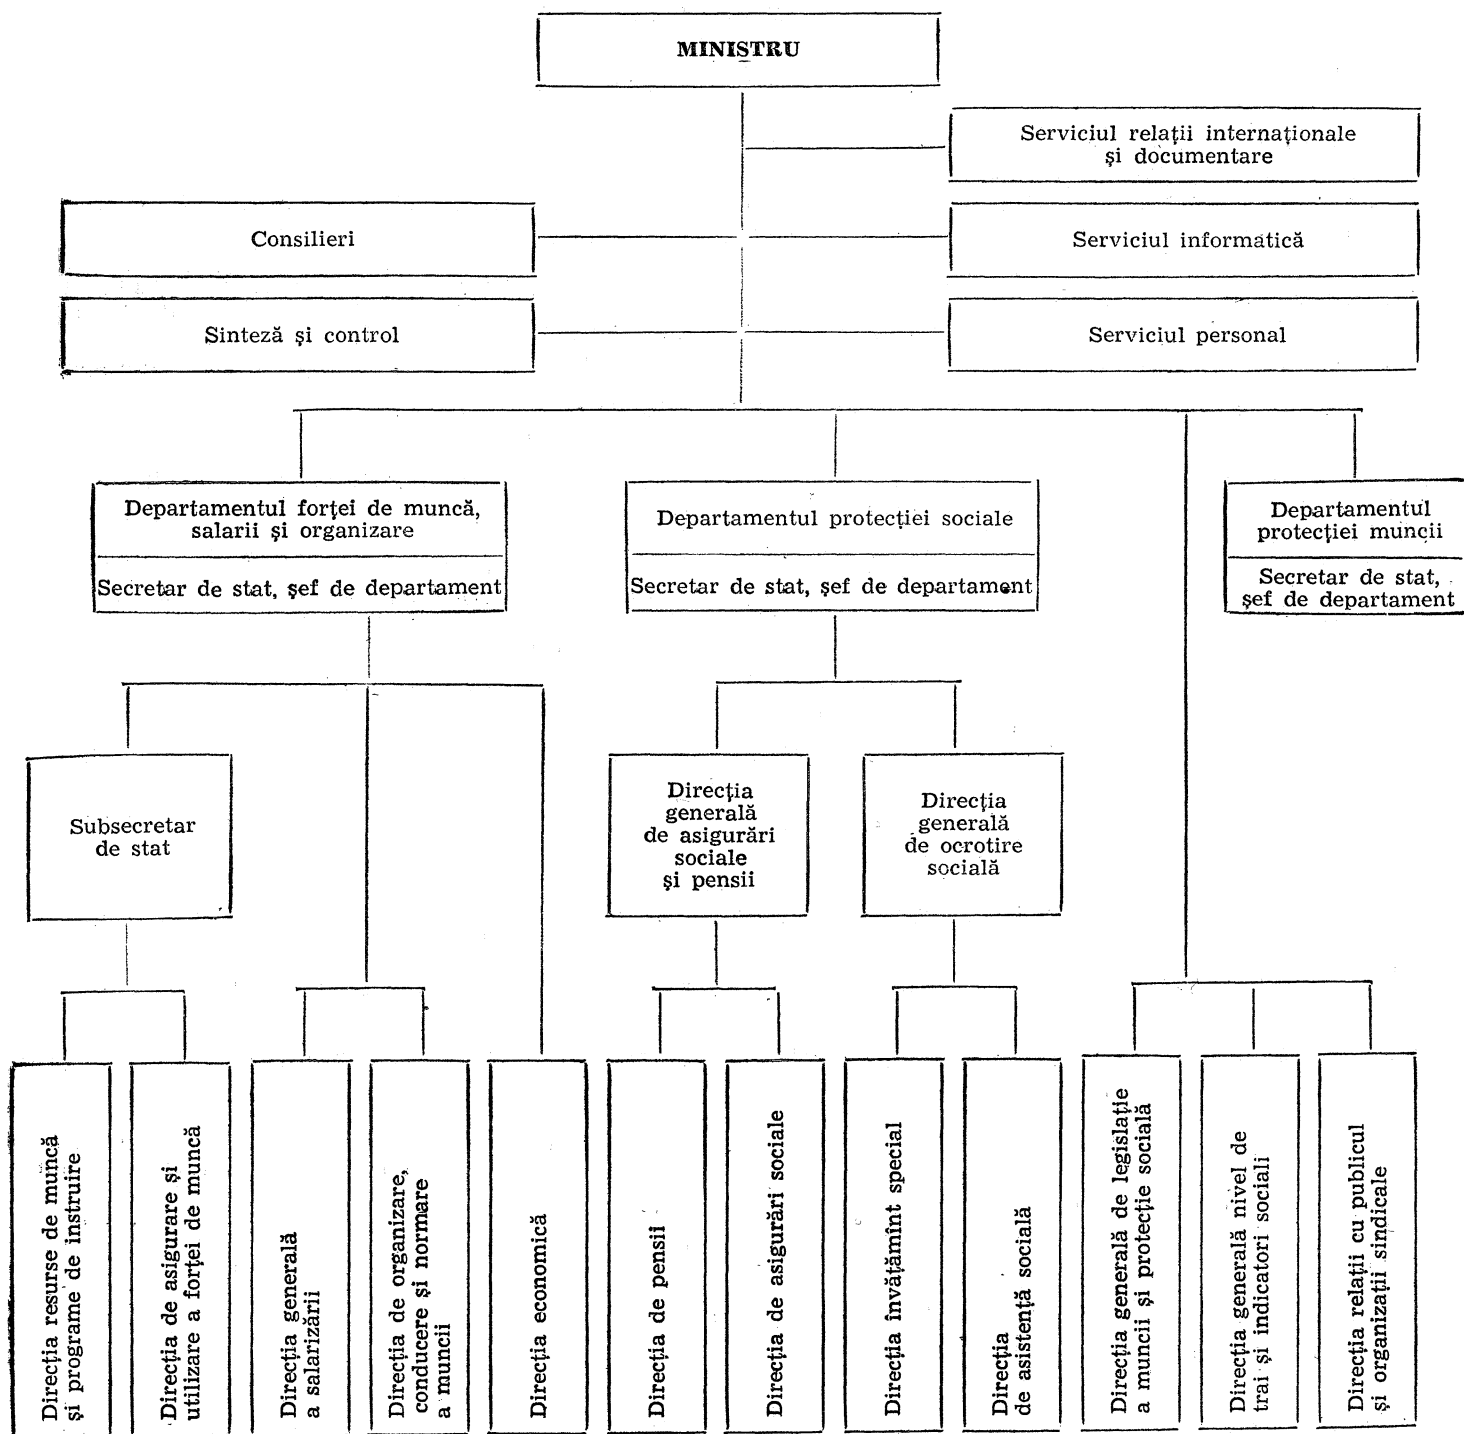 MINISTRU
Serviciul relații internaționale
și documentare
Consilieri
Serviciul informatică
Sinteză și control
Serviciul personal
Departamentul forței de muncă,
salarii și organizare
Secretar de stat, șef de departament
Departamentul protecției sociale
Secretar de stat, șef de departament
Departamentul
protecției muncii
Secretar de stat,
șef de departament
Subsecretar
de stat
Direcția
generală
de asigurări
sociale
și pensii
Direcția
generală
de ocrotire
socială
Direcția resurse de muncă
și programe de instruire
Direcția de asigurare și
utilizare a forței de muncă
Direcția generală
a salarizării
Direcția de organizare,
conducere și normare
a muncii
Direcția economică
Direcția de pensii
Direcția de asigurări sociale
Direcția învățămînt special
Direcția
de asistență socială
Direcția generală de legislație
a muncii și protecție socială
Direcția generală nivel de
trai și indicatori sociali
Direcția relații cu publicul
și organizații sindicale